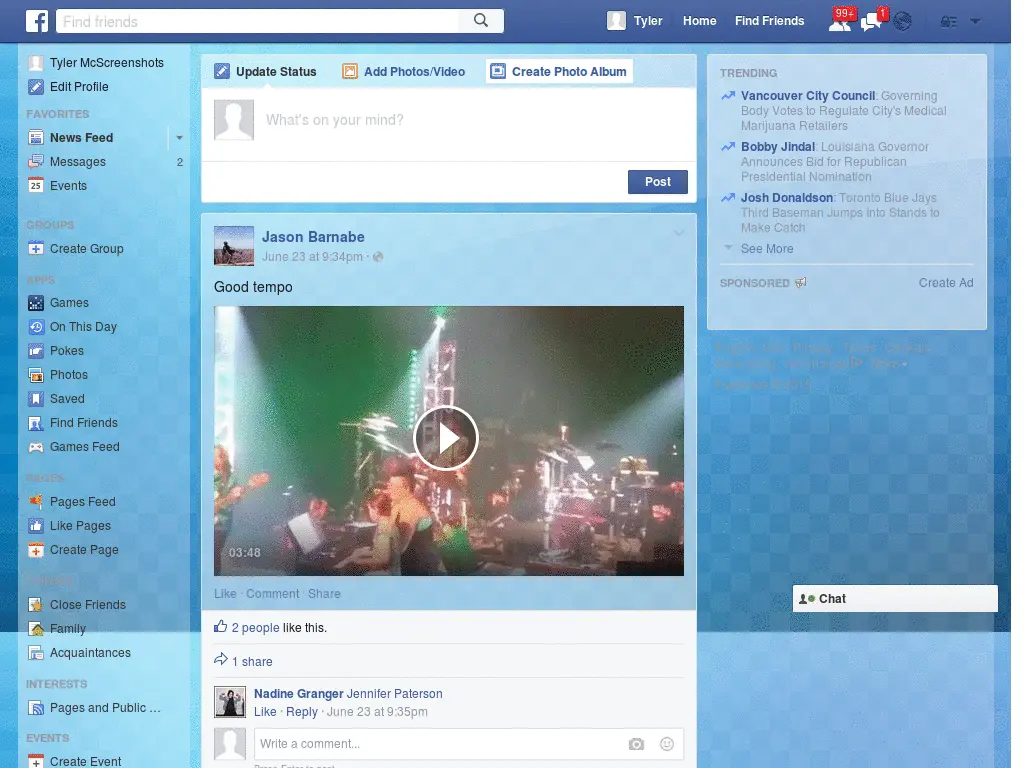 Find friends
Tyler
Home
Find Friends
99+
1
Tyler McScreenshots
Edit Profile
FAVORITES
News Feed
Messages 2
Events
GROUPS
Create Group
APPS
Games
On This Day
Pokes
Photos
Saved
Find Friends
Games Feed
PAGES
Pages Feed
Like Pages
Create Page
Close Friends
Family
Acquaintances
INTERESTS
Pages and Public ...
EVENTS
Create Event
Update Status
Add Photos/Video
Create Photo Album
What's on your mind?
Post
Jason Barnabe
June 23 at 9:34pm ·
Good tempo
03:48
Like · Comment · Share
2 people like this.
1 share
Nadine Granger Jennifer Paterson
Like · Reply · June 23 at 9:35pm
Write a comment...
TRENDING
Vancouver City Council: Governing
Body Votes to Regulate City's Medical
Marijuana Retailers
Bobby Jindal: Louisiana Governor
Announces Bid for Republican
Presidential Nomination
Josh Donaldson: Toronto Blue Jays
Third Baseman Jumps Into Stands to
Make Catch
See More
SPONSORED
Create Ad
Chat